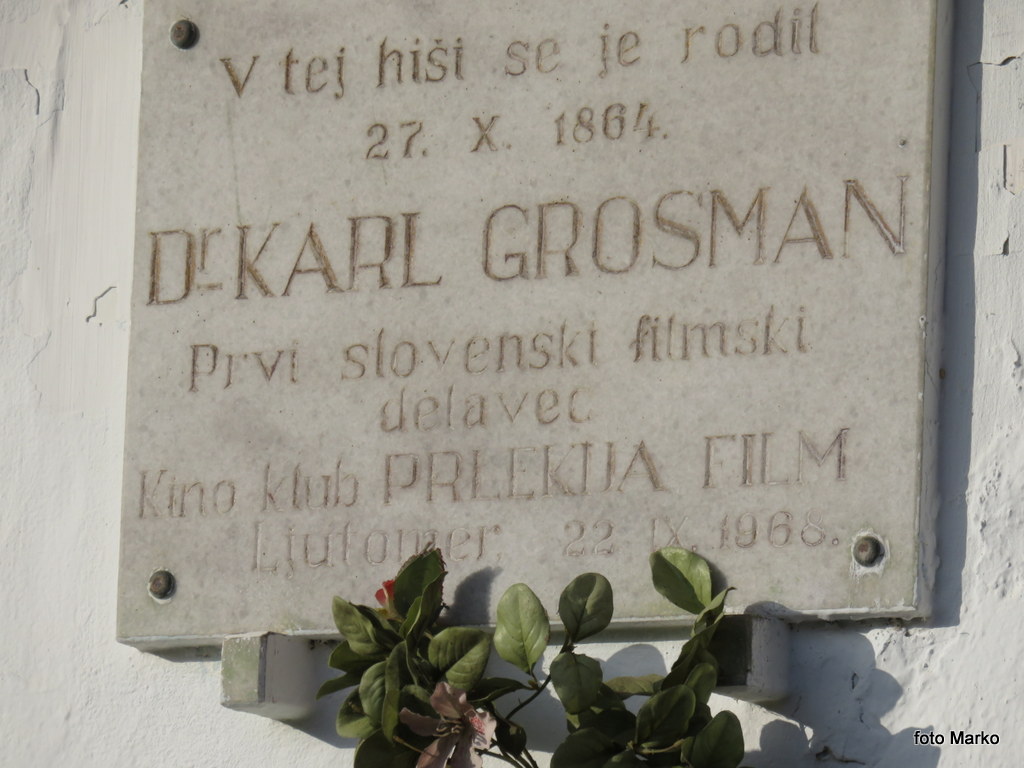 V tej hiši se je rodil
27. X. 1864.
Dr. KARL GROSMAN
Prvi slovenski filmski
delavec
Kino klub PRLEKIJA FILM
Ljutomer. 22. IX. 1968.
foto Marko